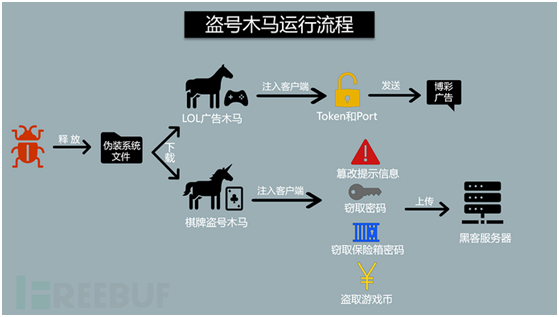 盗号木马运行流程
释放
伪装系统
文件
下
载
LOL广告木马
注入客户端
Token和Port
发送
博彩
广告
棋牌盗号木马
注入客户端
篡改提示信息
窃取密码
窃取保险箱密码
盗取游戏币
上传
黑客服务器
REEBUF